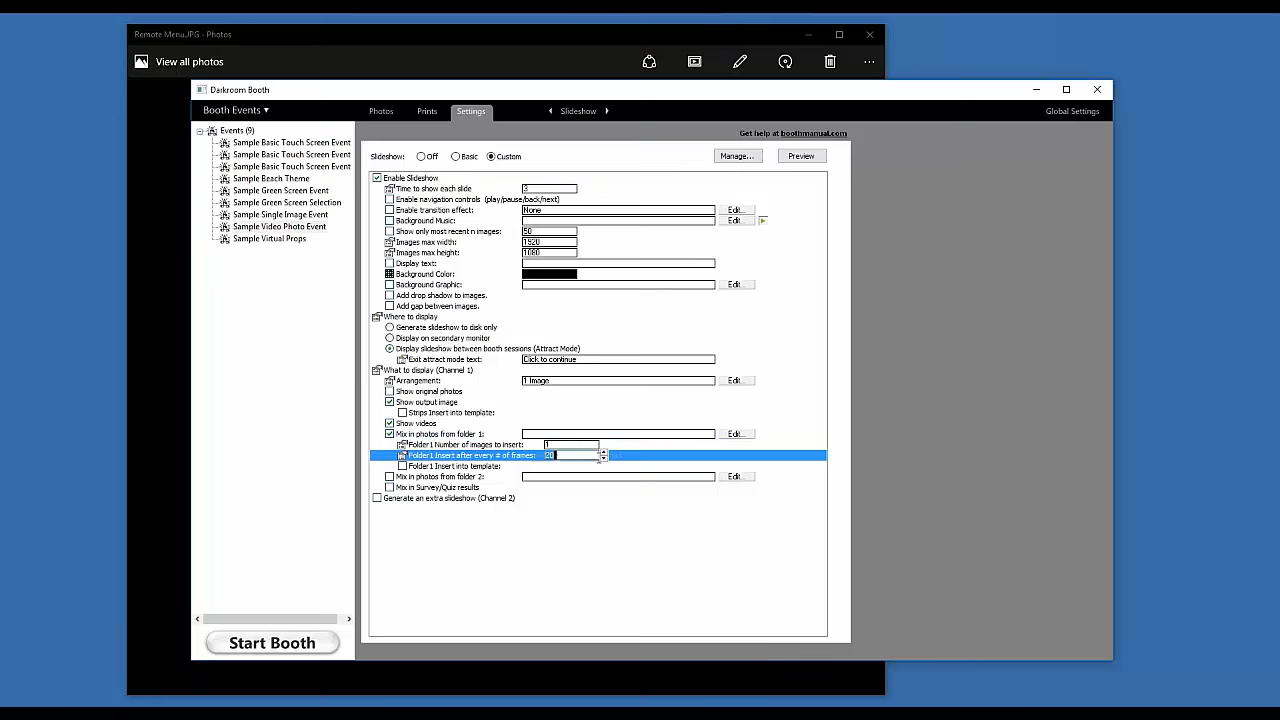 Remote Menu.JPG - Photos
View all photos
Darkroom Booth
Booth Events ▾
Photos
Prints
Settings
Slideshow
Global Settings
Get help at boothmanual.com
Events (9)
Sample Basic Touch Screen Event
Sample Basic Touch Screen Event
Sample Basic Touch Screen Event
Sample Beach Theme
Sample Green Screen Event
Sample Green Screen Selection
Sample Single Image Event
Sample Video Photo Event
Sample Virtual Props
Start Booth
Slideshow: Off Basic Custom Manage... Preview
Enable Slideshow
Time to show each slide 3
Enable navigation controls (play/pause/back/next)
Enable transition effect: None Edit...
Background Music: Edit...
Show only most recent n images: 50
Images max width: 1920
Images max height: 1080
Display text:
Background Color:
Background Graphic: Edit...
Add drop shadow to images.
Add gap between images.
Where to display
Generate slideshow to disk only
Display on secondary monitor
Display slideshow between booth sessions (Attract Mode)
Exit attract mode text: Click to continue
What to display (Channel 1)
Arrangement: 1 Image Edit...
Show original photos
Show output image
Strips Insert into template:
Show videos
Mix in photos from folder 1: Edit...
Folder1 Number of images to insert: 1
Folder1 Insert after every # of frames: 20
Folder1 Insert into template:
Mix in photos from folder 2: Edit...
Mix in Survey/Quiz results
Generate an extra slideshow (Channel 2)